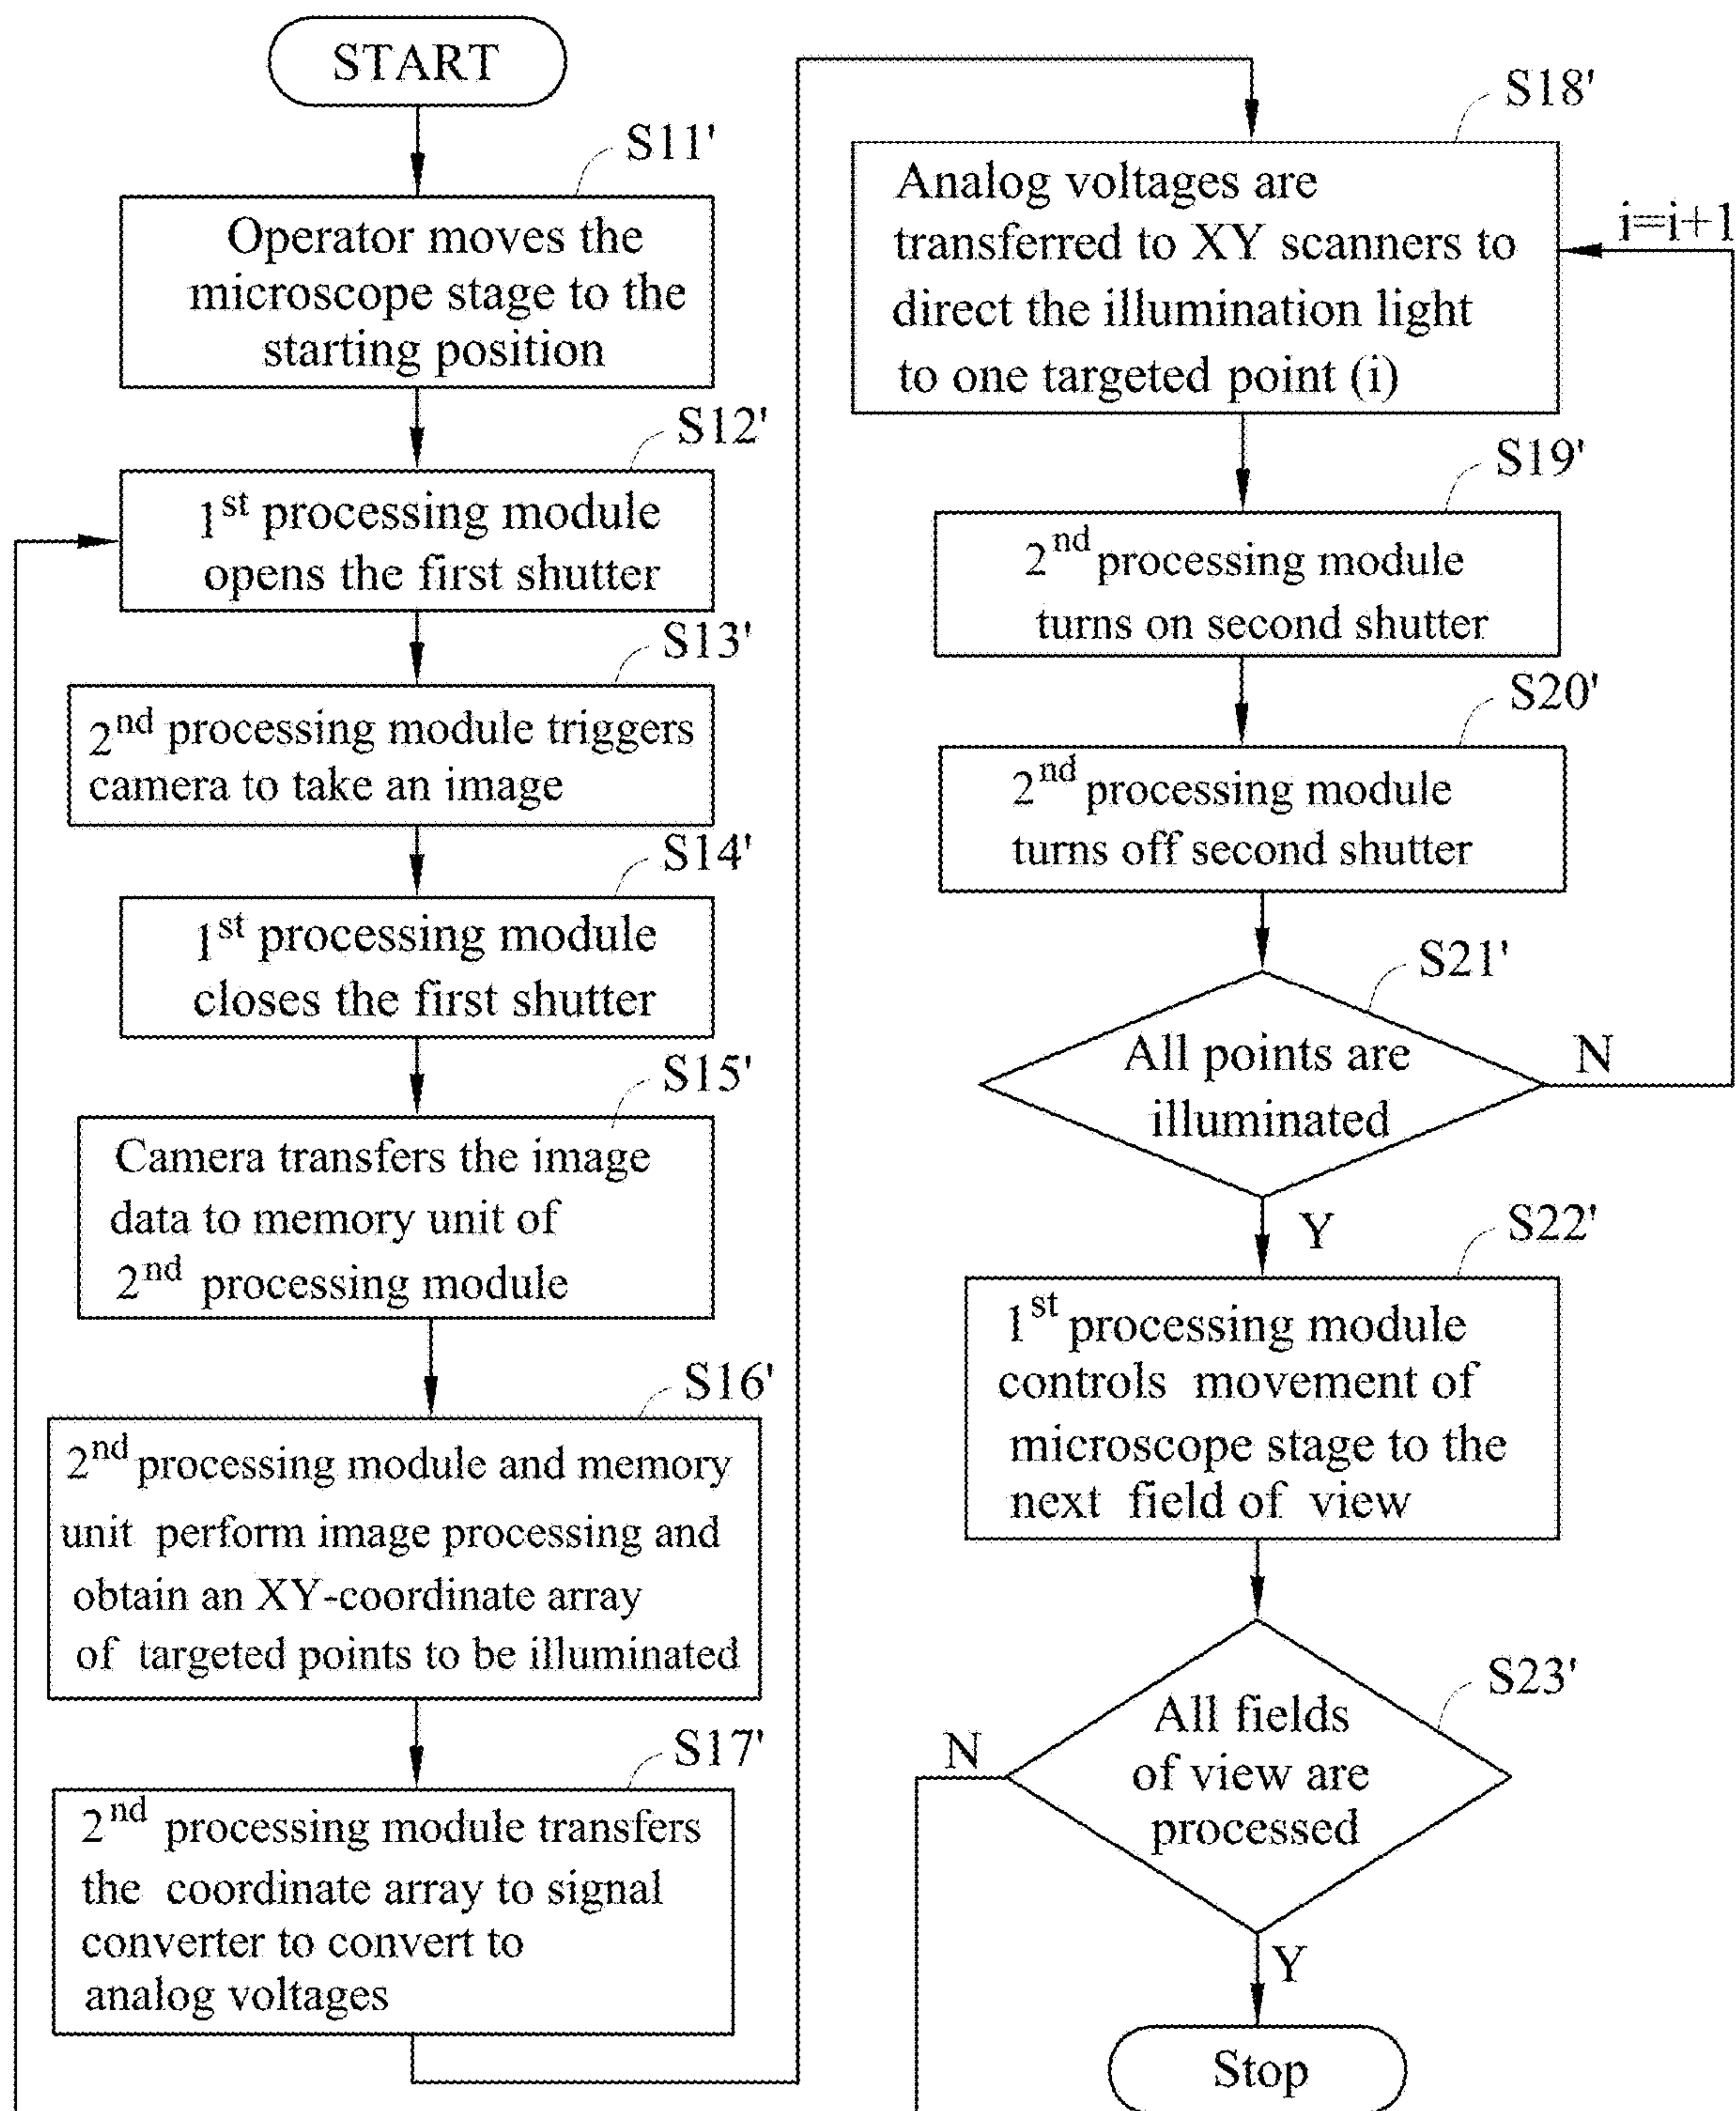 START
S11'
Operator moves the
microscope stage to the
starting position
S12'
1st processing module
opens the first shutter
S13'
2nd processing module triggers
camera to take an image
S14'
1st processing module
closes the first shutter
S15'
Camera transfers the image
data to memory unit of
2nd processing module
S16'
2nd processing module and memory
unit perform image processing and
obtain an XY-coordinate array
of targeted points to be illuminated
S17'
2nd processing module transfers
the coordinate array to signal
converter to convert to
analog voltages
S18'
Analog voltages are
transferred to XY scanners to
direct the illumination light
to one targeted point (i)
i=i+1
S19'
2nd processing module
turns on second shutter
S20'
2nd processing module
turns off second shutter
S21'
All points are
illuminated
N
Y
S22'
1st processing module
controls movement of
microscope stage to the
next field of view
S23'
All fields
of view are
processed
N
Y
Stop